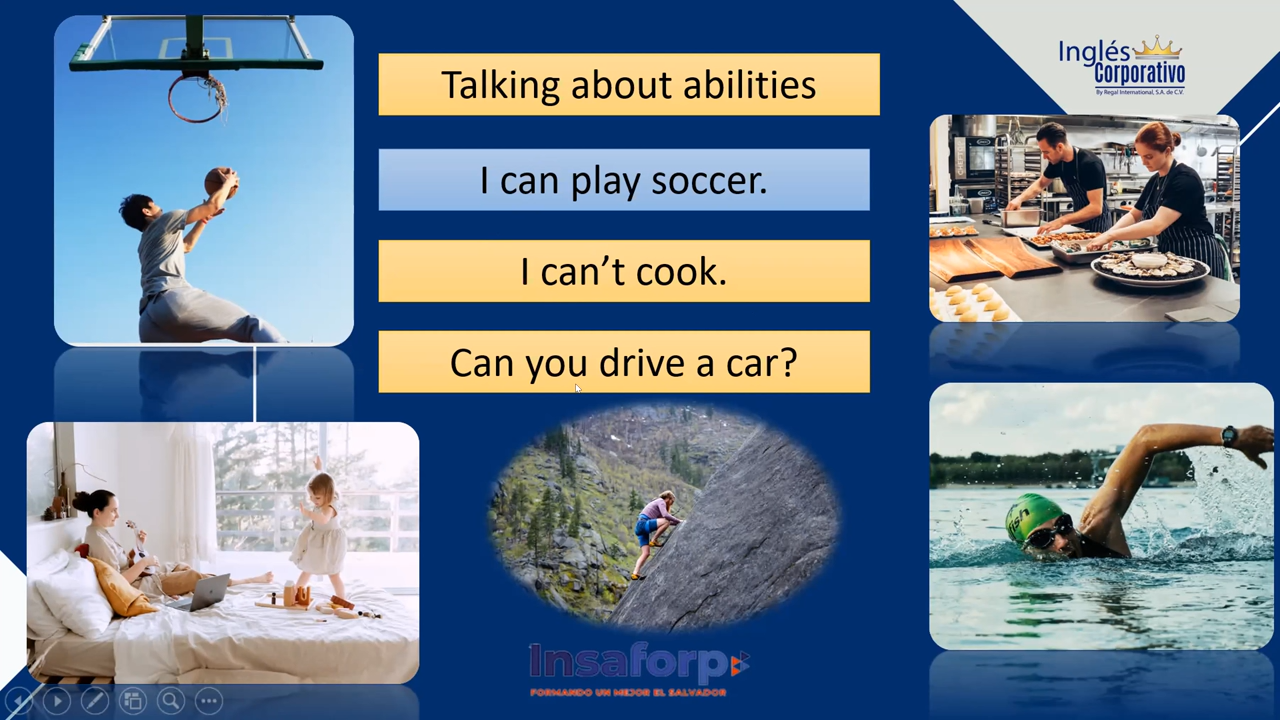 Talking about abilities
I can play soccer.
I can't cook.
Can you drive a car?
Inglés
Corporativo
By Regal International, S.A. de C.V.
fish
Insaforp
FORMANDO UN MEJOR EL SALVADOR